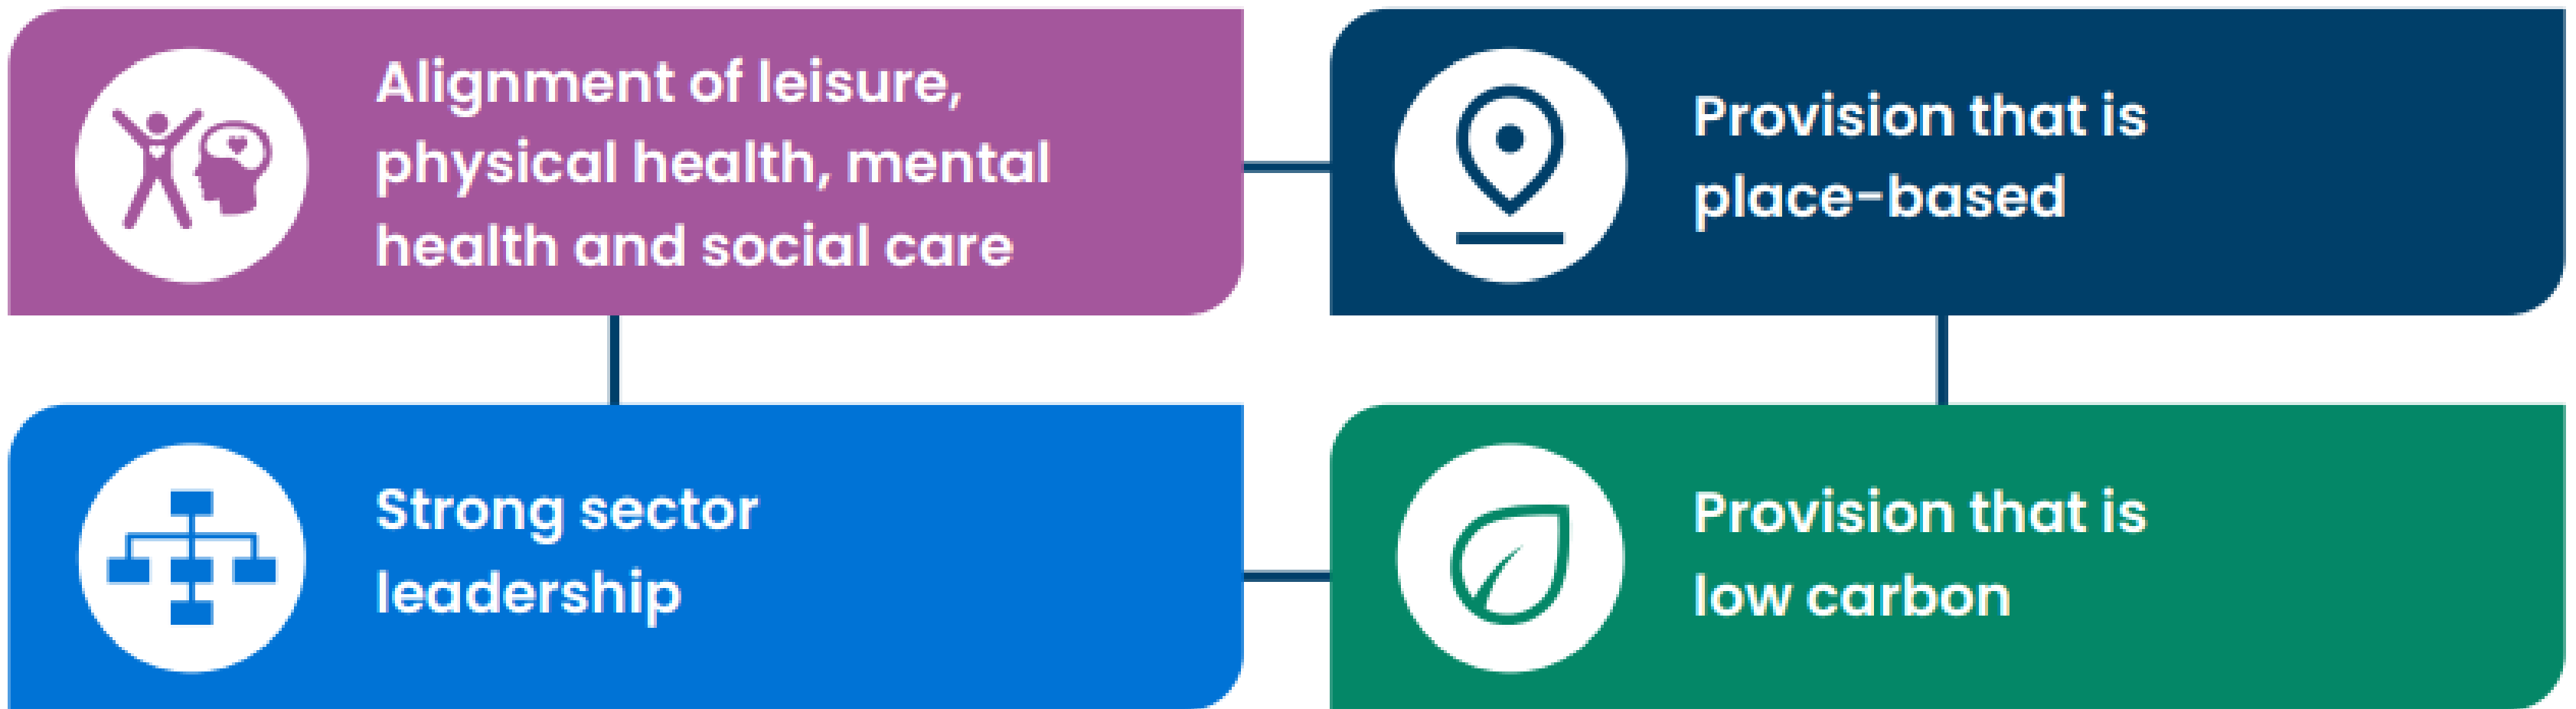 Alignment of leisure,
physical health, mental
health and social care
Provision that is
place-based
Strong sector
leadership
Provision that is
low carbon